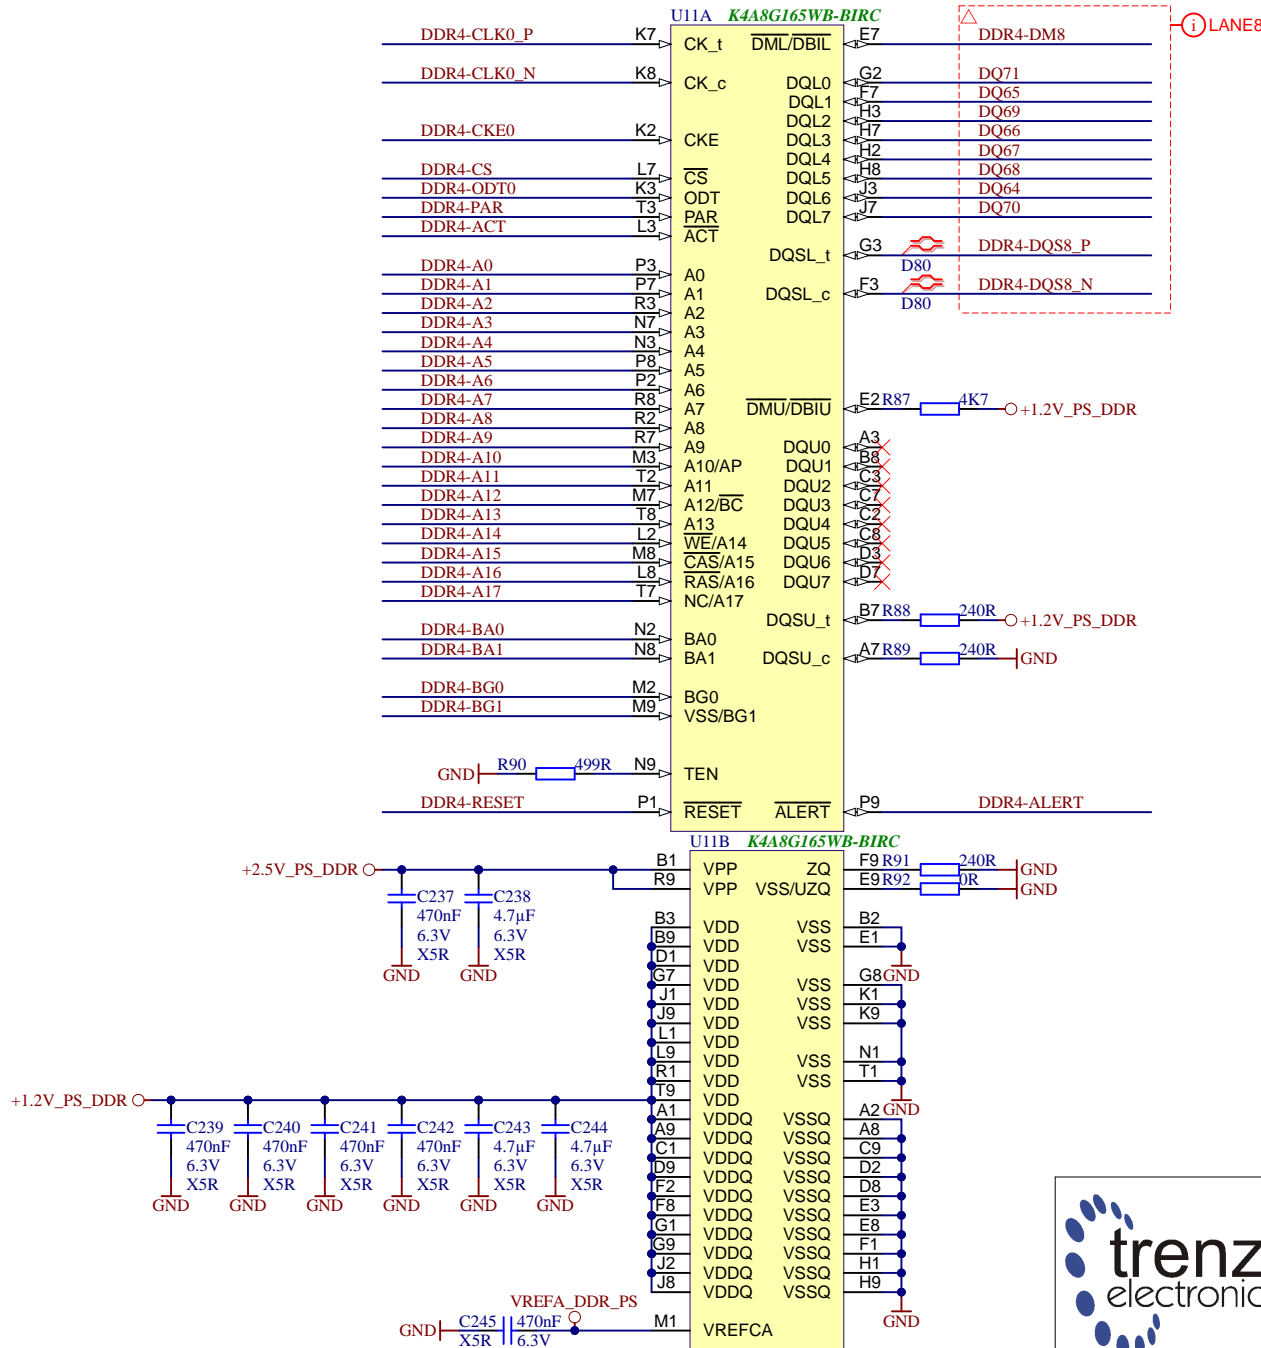 U11A K4A8G165WB-BIRC
LANE8
DDR4-CLK0_P K7 CK_t DML/DBIL E7 DDR4-DM8
DDR4-CLK0_N K8 CK_c DQL0 G2 DQ71
DQL1 F7 DQ65
DQL2 H3 DQ69
DDR4-CKE0 K2 CKE DQL3 H7 DQ66
DQL4 H2 DQ67
DDR4-CS L7 CS DQL5 H8 DQ68
DDR4-ODT0 K3 ODT DQL6 J3 DQ64
DDR4-PAR T3 PAR DQL7 J7 DQ70
DDR4-ACT L3 ACT
DQSL_t G3 D80 DDR4-DQS8_P
DDR4-A0 P3 A0
DDR4-A1 P7 A1 DQSL_c F3 D80 DDR4-DQS8_N
DDR4-A2 R3 A2
DDR4-A3 N7 A3
DDR4-A4 N3 A4
DDR4-A5 P8 A5
DDR4-A6 P2 A6
DDR4-A7 R8 A7 DMU/DBIU E2 R87 4K7 +1.2V_PS_DDR
DDR4-A8 R2 A8
DDR4-A9 R7 A9 DQU0 A3
DDR4-A10 M3 A10/AP DQU1 B8
DDR4-A11 T2 A11 DQU2 C3
DDR4-A12 M7 A12/BC DQU3 C7
DDR4-A13 T8 A13 DQU4 C2
DDR4-A14 L2 WE/A14 DQU5 C8
DDR4-A15 M8 CAS/A15 DQU6 D3
DDR4-A16 L8 RAS/A16 DQU7 D7
DDR4-A17 T7 NC/A17
DQSU_t B7 R88 240R +1.2V_PS_DDR
DDR4-BA0 N2 BA0
DDR4-BA1 N8 BA1 DQSU_c A7 R89 240R GND
DDR4-BG0 M2 BG0
DDR4-BG1 M9 VSS/BG1
GND R90 499R N9 TEN
DDR4-RESET P1 RESET ALERT P9 DDR4-ALERT
U11B K4A8G165WB-BIRC
+2.5V_PS_DDR B1 VPP ZQ F9 R91 240R GND
R9 VPP VSS/UZQ E9 R92 0R GND
C237 470nF 6.3V X5R GND
C238 4.7µF 6.3V X5R GND
B3 VDD VSS B2
B9 VDD VSS E1
D1 VDD GND
G7 VDD VSS G8
J1 VDD VSS K1
J9 VDD VSS K9
L1 VDD
L9 VDD VSS N1
R1 VDD VSS T1
+1.2V_PS_DDR T9 VDD GND
A1 VDDQ VSSQ A2
A9 VDDQ VSSQ A8
C1 VDDQ VSSQ C9
D9 VDDQ VSSQ D2
F2 VDDQ VSSQ D8
F8 VDDQ VSSQ E3
G1 VDDQ VSSQ E8
G9 VDDQ VSSQ F1
J2 VDDQ VSSQ H1
J8 VDDQ VSSQ H9
GND
C239 470nF 6.3V X5R GND
C240 470nF 6.3V X5R GND
C241 470nF 6.3V X5R GND
C242 470nF 6.3V X5R GND
C243 4.7µF 6.3V X5R GND
C244 4.7µF 6.3V X5R GND
VREFA_DDR_PS
GND C245 470nF X5R 6.3V M1 VREFCA
trenz
electronic